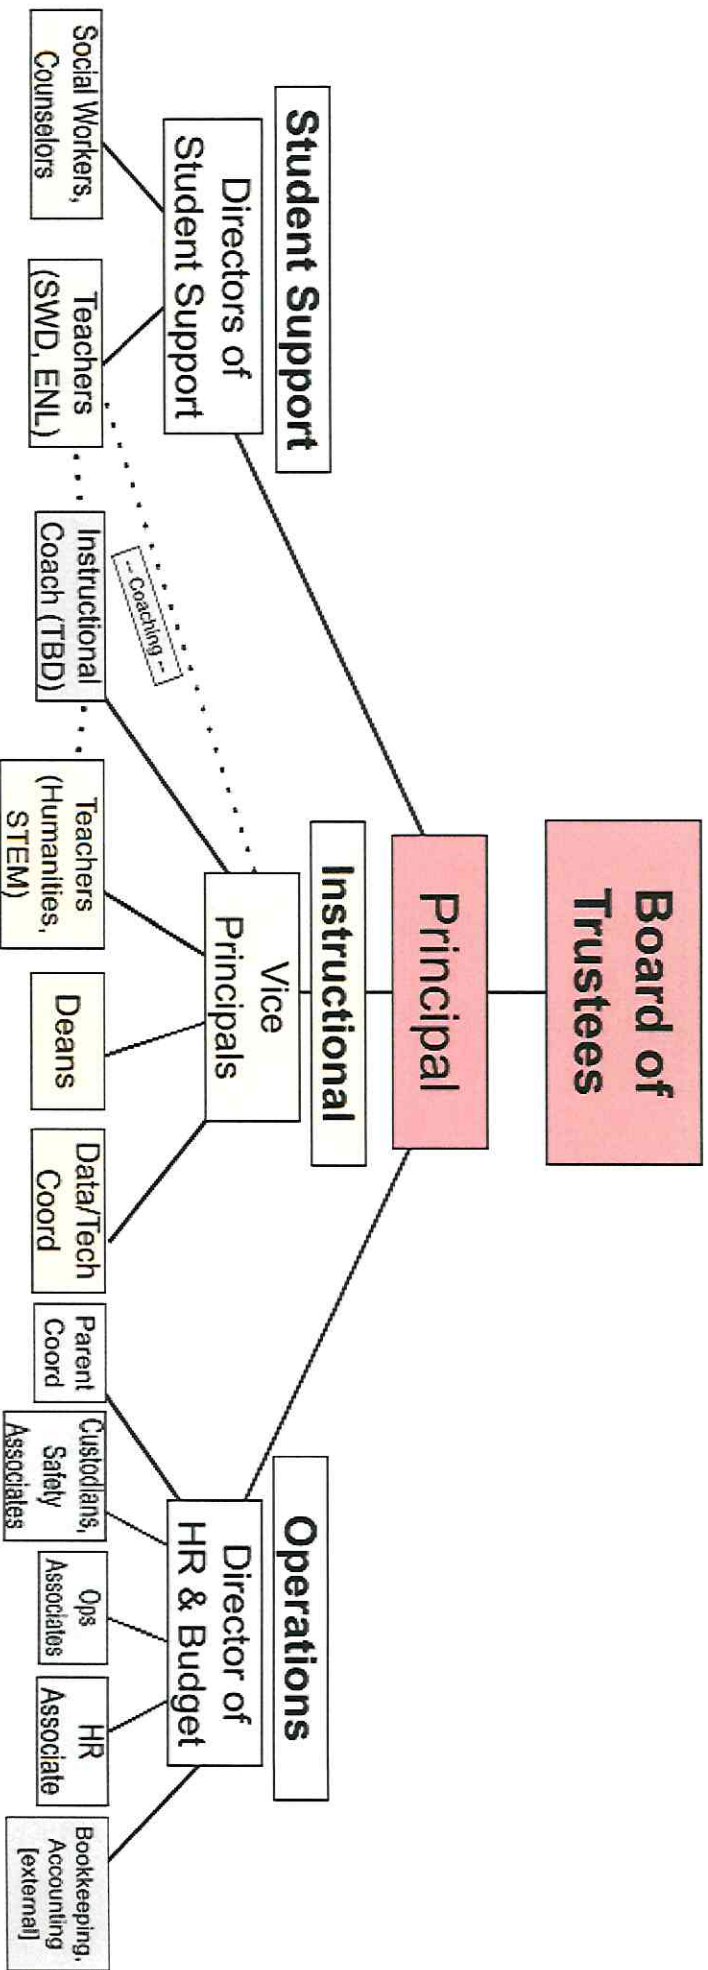 Board of
Trustees
Principal
Student Support
Instructional
Operations
Directors of
Student Support
Vice
Principals
Director of
HR & Budget
-- Coaching --
Social Workers,
Counselors
Teachers
(SWD, ENL)
Instructional
Coach (TBD)
Teachers
(Humanities,
STEM)
Deans
Data/Tech
Coord
Parent
Coord
Custodians,
Safety
Associates
Ops
Associates
HR
Associate
Bookkeeping,
Accounting
[external]